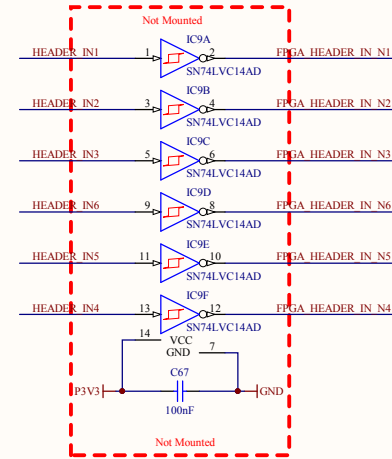 Not Mounted
IC9A
HEADER_IN1 1 2 FPGA_HEADER_IN_N1
SN74LVC14AD
IC9B
HEADER_IN2 3 4 FPGA_HEADER_IN_N2
SN74LVC14AD
IC9C
HEADER_IN3 5 6 FPGA_HEADER_IN_N3
SN74LVC14AD
IC9D
HEADER_IN6 9 8 FPGA_HEADER_IN_N6
SN74LVC14AD
IC9E
HEADER_IN5 11 10 FPGA_HEADER_IN_N5
SN74LVC14AD
IC9F
HEADER_IN4 13 12 FPGA_HEADER_IN_N4
SN74LVC14AD
14 VCC
GND 7
C67
P3V3 GND
100nF
Not Mounted